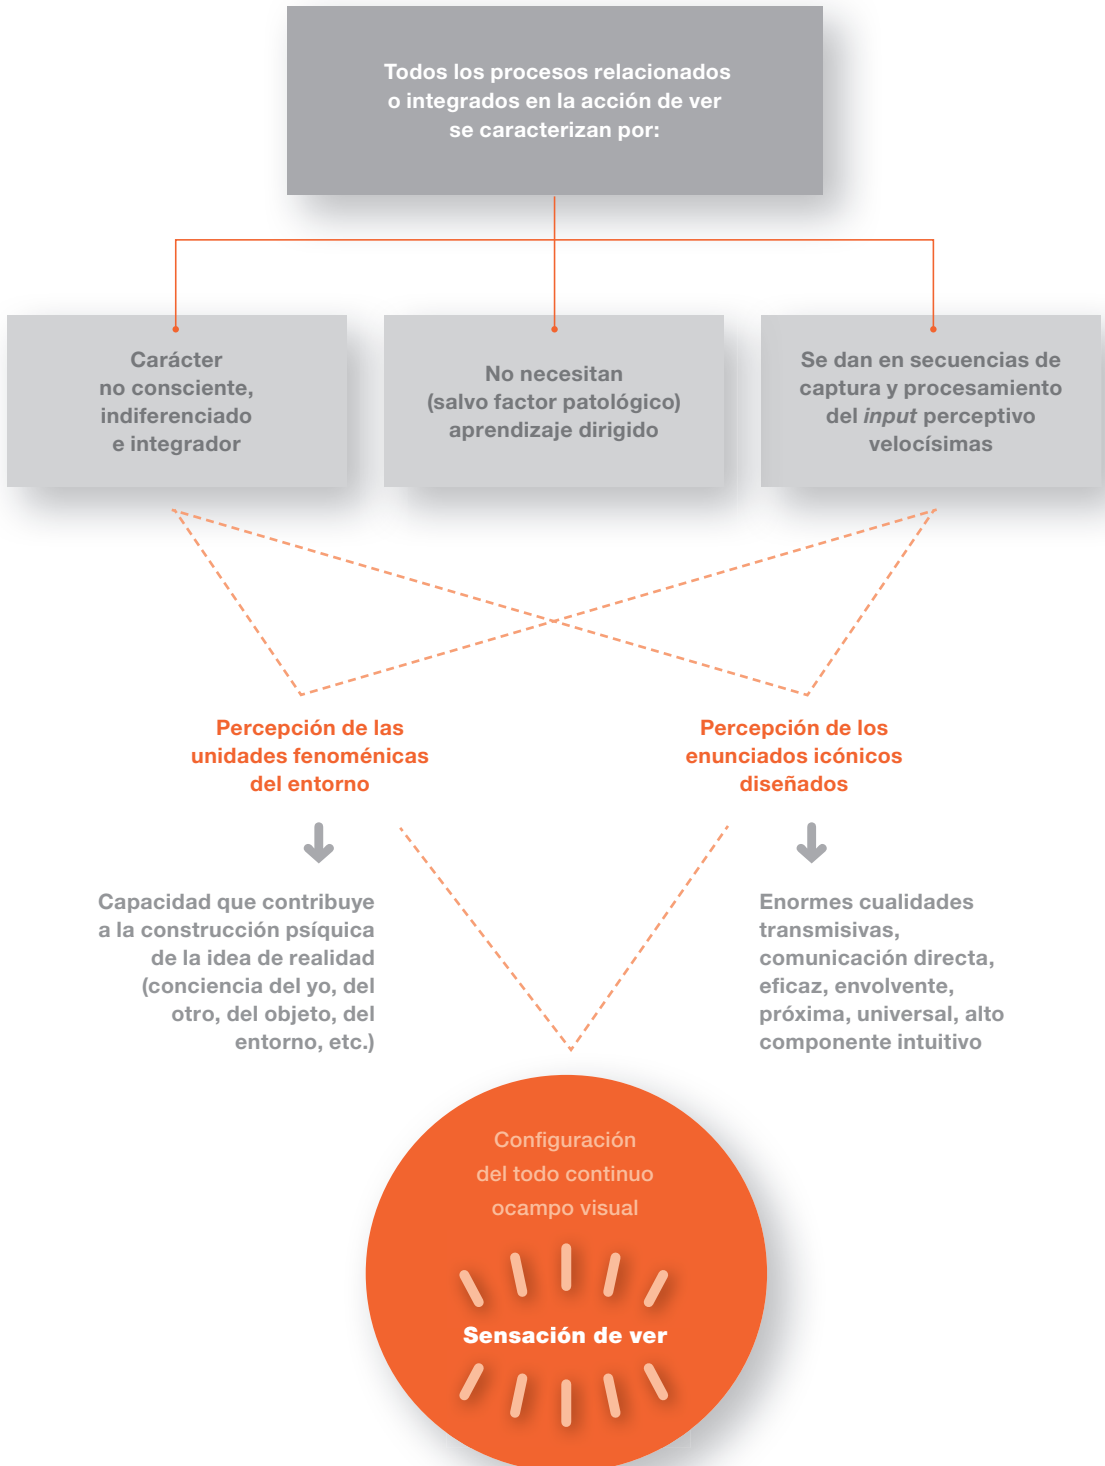 Todos los procesos relacionados
o integrados en la acción de ver
se caracterizan por:
Carácter
no consciente,
indiferenciado
e integrador
No necesitan
(salvo factor patológico)
aprendizaje dirigido
Se dan en secuencias de
captura y procesamiento
del input perceptivo
velocísimas
Percepción de las
unidades fenoménicas
del entorno
Percepción de los
enunciados icónicos
diseñados
Capacidad que contribuye
a la construcción psíquica
de la idea de realidad
(conciencia del yo, del
otro, del objeto, del
entorno, etc.)
Enormes cualidades
transmisivas,
comunicación directa,
eficaz, envolvente,
próxima, universal, alto
componente intuitivo
Configuración
del todo continuo
ocampo visual
Sensación de ver